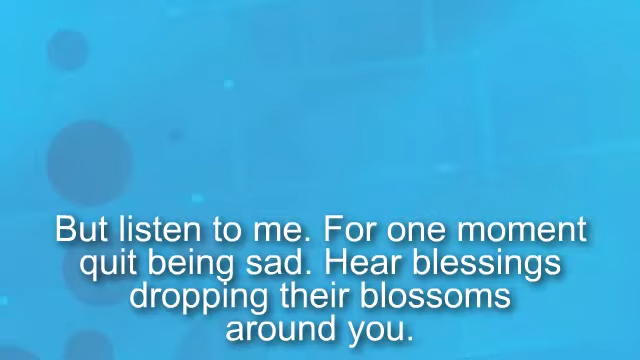 But listen to me. For one moment
quit being sad. Hear blessings
dropping their blossoms
around you.